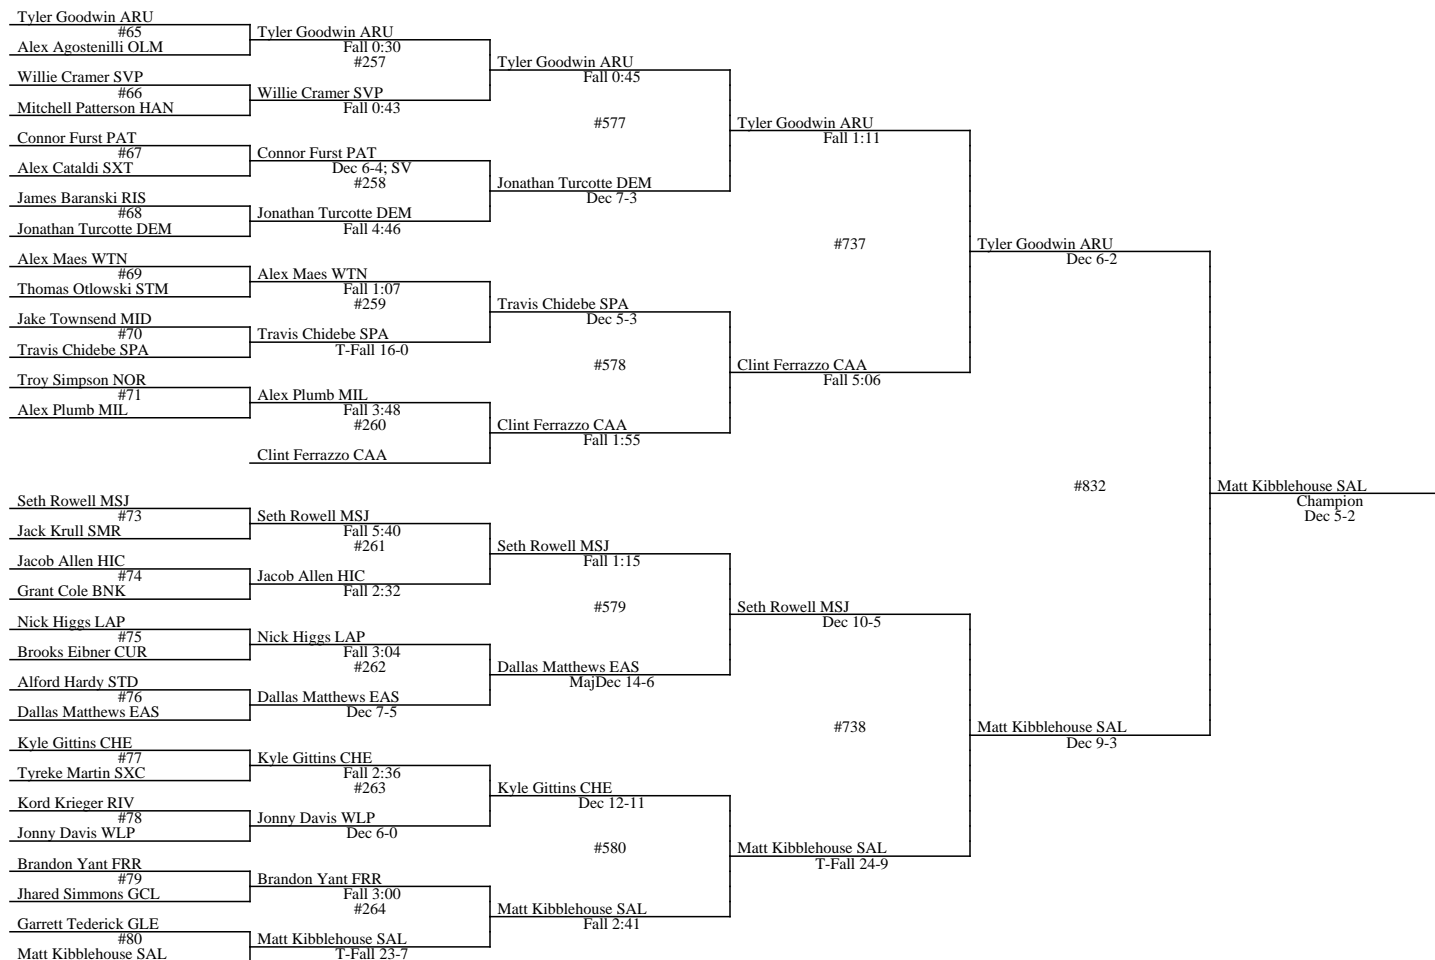 Tyler Goodwin ARU
#65
Alex Agostenilli OLM
Willie Cramer SVP
#66
Mitchell Patterson HAN
Connor Furst PAT
#67
Alex Cataldi SXT
James Baranski RIS
#68
Jonathan Turcotte DEM
Alex Maes WTN
#69
Thomas Otlowski STM
Jake Townsend MID
#70
Travis Chidebe SPA
Troy Simpson NOR
#71
Alex Plumb MIL
Seth Rowell MSJ
#73
Jack Krull SMR
Jacob Allen HIC
#74
Grant Cole BNK
Nick Higgs LAP
#75
Brooks Eibner CUR
Alford Hardy STD
#76
Dallas Matthews EAS
Kyle Gittins CHE
#77
Tyreke Martin SXC
Kord Krieger RIV
#78
Jonny Davis WLP
Brandon Yant FRR
#79
Jhared Simmons GCL
Garrett Tederick GLE
#80
Matt Kibblehouse SAL
Tyler Goodwin ARU
Fall 0:30
#257
Willie Cramer SVP
Fall 0:43
Connor Furst PAT
Dec 6-4; SV
#258
Jonathan Turcotte DEM
Fall 4:46
Alex Maes WTN
Fall 1:07
#259
Travis Chidebe SPA
T-Fall 16-0
Alex Plumb MIL
Fall 3:48
#260
Clint Ferrazzo CAA
Seth Rowell MSJ
Fall 5:40
#261
Jacob Allen HIC
Fall 2:32
Nick Higgs LAP
Fall 3:04
#262
Dallas Matthews EAS
Dec 7-5
Kyle Gittins CHE
Fall 2:36
#263
Jonny Davis WLP
Dec 6-0
Brandon Yant FRR
Fall 3:00
#264
Matt Kibblehouse SAL
T-Fall 23-7
Tyler Goodwin ARU
Fall 0:45
#577
Jonathan Turcotte DEM
Dec 7-3
Travis Chidebe SPA
Dec 5-3
#578
Clint Ferrazzo CAA
Fall 1:55
Seth Rowell MSJ
Fall 1:15
#579
Dallas Matthews EAS
MajDec 14-6
Kyle Gittins CHE
Dec 12-11
#580
Matt Kibblehouse SAL
Fall 2:41
Tyler Goodwin ARU
Fall 1:11
#737
Clint Ferrazzo CAA
Fall 5:06
Seth Rowell MSJ
Dec 10-5
#738
Matt Kibblehouse SAL
T-Fall 24-9
Tyler Goodwin ARU
Dec 6-2
#832
Matt Kibblehouse SAL
Dec 9-3
Matt Kibblehouse SAL
Champion
Dec 5-2